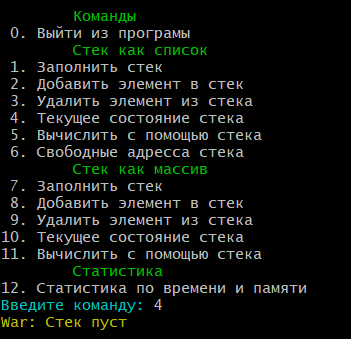 Команды
0. Выйти из програмы
Стек как список
1. Заполнить стек
2. Добавить элемент в стек
3. Удалить элемент из стека
4. Текущее состояние стека
5. Вычислить с помощью стека
6. Свободные адресса стека
Стек как массив
7. Заполнить стек
8. Добавить элемент в стек
9. Удалить элемент из стека
10. Текущее состояние стека
11. Вычислить с помощью стека
Статистика
12. Статистика по времени и памяти
Введите команду: 4
War: Стек пуст